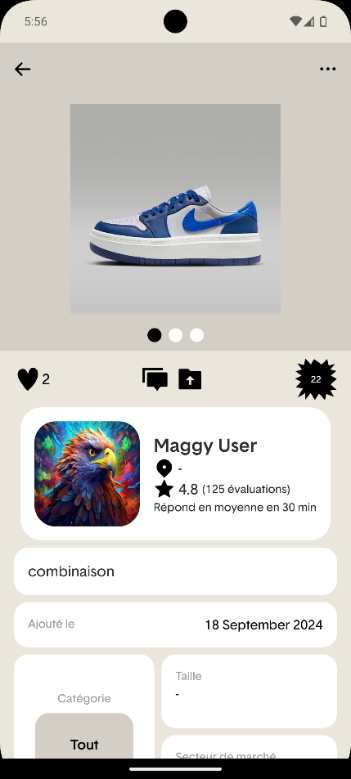 5:56
2
22
Maggy User
-
4.8 (125 évaluations)
Répond en moyenne en 30 min
combinaison
Ajouté le
18 September 2024
Catégorie
Tout
Taille
-
Secteur de marché